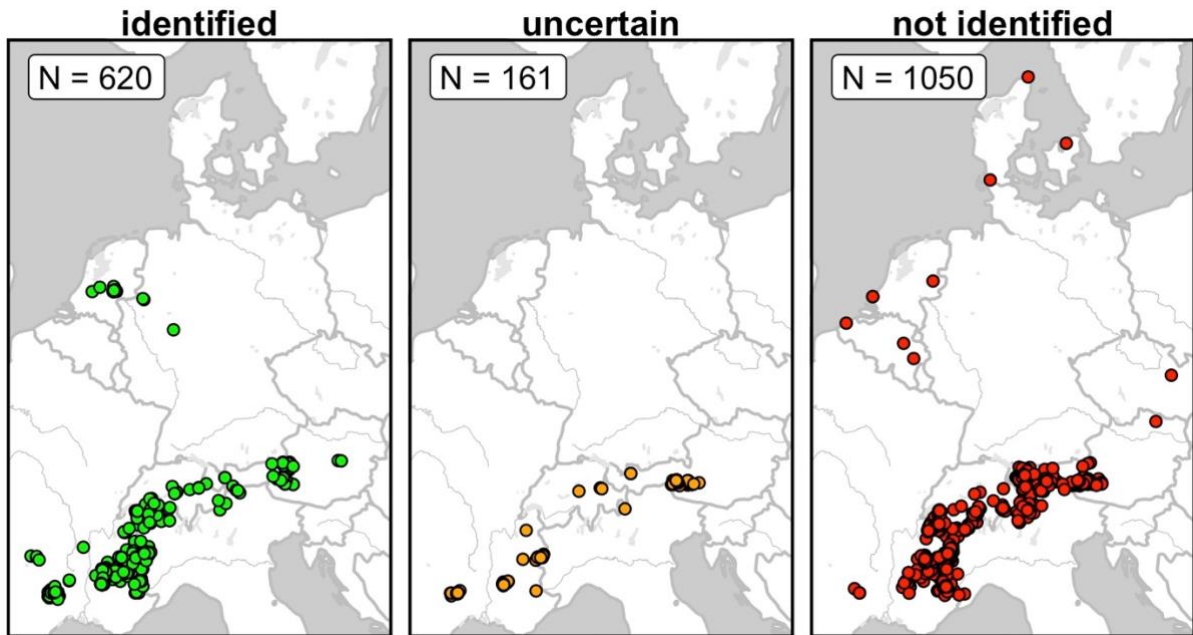 identified
uncertain
not identified
N = 620
N = 161
N = 1050